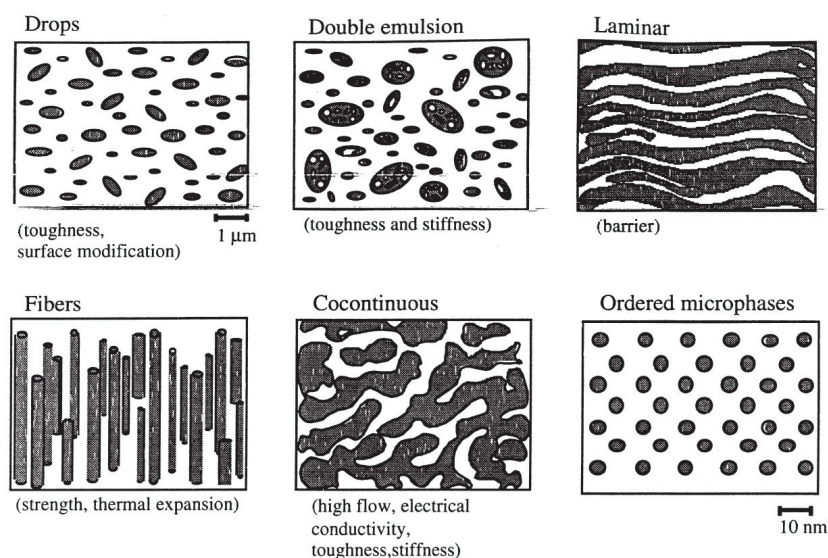 Drops
Double emulsion
Laminar
(toughness,
surface modification)
1 μm
(toughness and stiffness)
(barrier)
Fibers
Cocontinuous
Ordered microphases
(strength, thermal expansion)
(high flow, electrical
conductivity,
toughness,stiffness)
10 nm